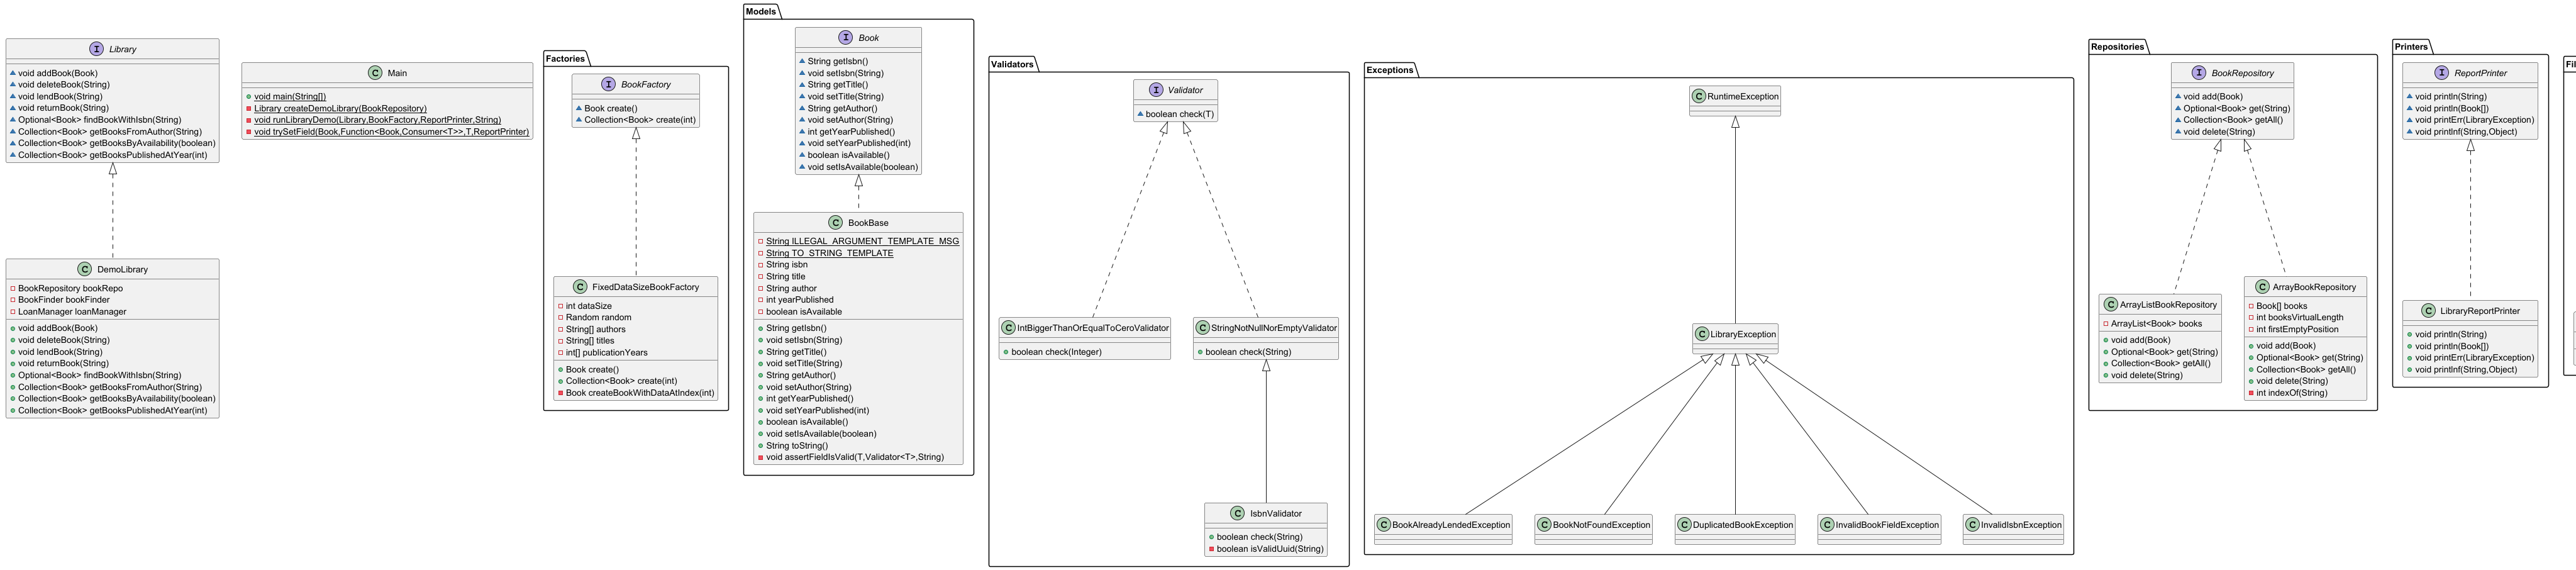 Library
void addBook(Book)
void deleteBook(String)
void lendBook(String)
void returnBook(String)
Optional<Book> findBookWithIsbn(String)
Collection<Book> getBooksFromAuthor(String)
Collection<Book> getBooksByAvailability(boolean)
Collection<Book> getBooksPublishedAtYear(int)
DemoLibrary
BookRepository bookRepo
BookFinder bookFinder
LoanManager loanManager
void addBook(Book)
void deleteBook(String)
void lendBook(String)
void returnBook(String)
Optional<Book> findBookWithIsbn(String)
Collection<Book> getBooksFromAuthor(String)
Collection<Book> getBooksByAvailability(boolean)
Collection<Book> getBooksPublishedAtYear(int)
Main
void main(String[])
Library createDemoLibrary(BookRepository)
void runLibraryDemo(Library,BookFactory,ReportPrinter,String)
void trySetField(Book,Function<Book,Consumer<T>>,T,ReportPrinter)
Factories
BookFactory
Book create()
Collection<Book> create(int)
FixedDataSizeBookFactory
int dataSize
Random random
String[] authors
String[] titles
int[] publicationYears
Book create()
Collection<Book> create(int)
Book createBookWithDataAtIndex(int)
Models
Book
String getIsbn()
void setIsbn(String)
String getTitle()
void setTitle(String)
String getAuthor()
void setAuthor(String)
int getYearPublished()
void setYearPublished(int)
boolean isAvailable()
void setIsAvailable(boolean)
BookBase
String ILLEGAL_ARGUMENT_TEMPLATE_MSG
String TO_STRING_TEMPLATE
String isbn
String title
String author
int yearPublished
boolean isAvailable
String getIsbn()
void setIsbn(String)
String getTitle()
void setTitle(String)
String getAuthor()
void setAuthor(String)
int getYearPublished()
void setYearPublished(int)
boolean isAvailable()
void setIsAvailable(boolean)
String toString()
void assertFieldIsValid(T,Validator<T>,String)
Validators
Validator
boolean check(T)
IntBiggerThanOrEqualToCeroValidator
boolean check(Integer)
StringNotNullNorEmptyValidator
boolean check(String)
IsbnValidator
boolean check(String)
boolean isValidUuid(String)
Exceptions
RuntimeException
LibraryException
BookAlreadyLendedException
BookNotFoundException
DuplicatedBookException
InvalidBookFieldException
InvalidIsbnException
Repositories
BookRepository
void add(Book)
Optional<Book> get(String)
Collection<Book> getAll()
void delete(String)
ArrayListBookRepository
ArrayList<Book> books
void add(Book)
Optional<Book> get(String)
Collection<Book> getAll()
void delete(String)
ArrayBookRepository
Book[] books
int booksVirtualLength
int firstEmptyPosition
void add(Book)
Optional<Book> get(String)
Collection<Book> getAll()
void delete(String)
int indexOf(String)
Printers
ReportPrinter
void println(String)
void println(Book[])
void printErr(LibraryException)
void printlnf(String,Object)
LibraryReportPrinter
void println(String)
void println(Book[])
void printErr(LibraryException)
void printlnf(String,Object)